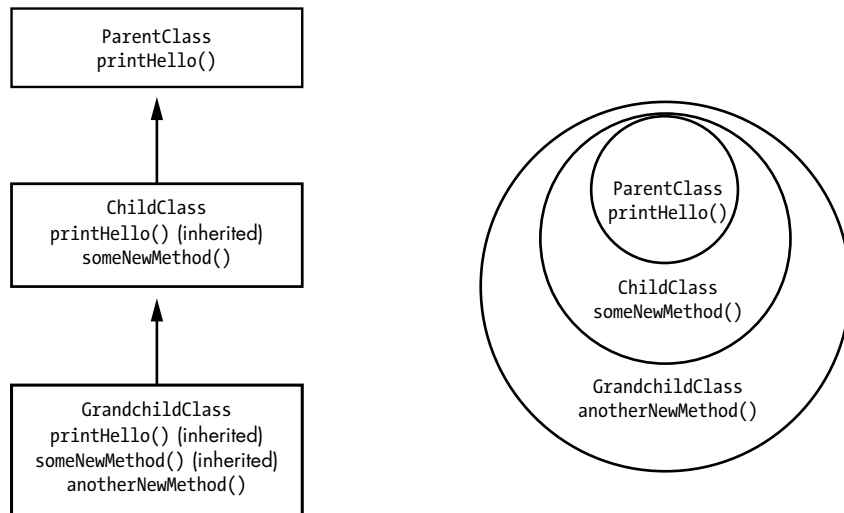 ParentClass
printHello()
ChildClass
printHello() (inherited)
someNewMethod()
GrandchildClass
printHello() (inherited)
someNewMethod() (inherited)
anotherNewMethod()
ParentClass
printHello()
ChildClass
someNewMethod()
GrandchildClass
anotherNewMethod()